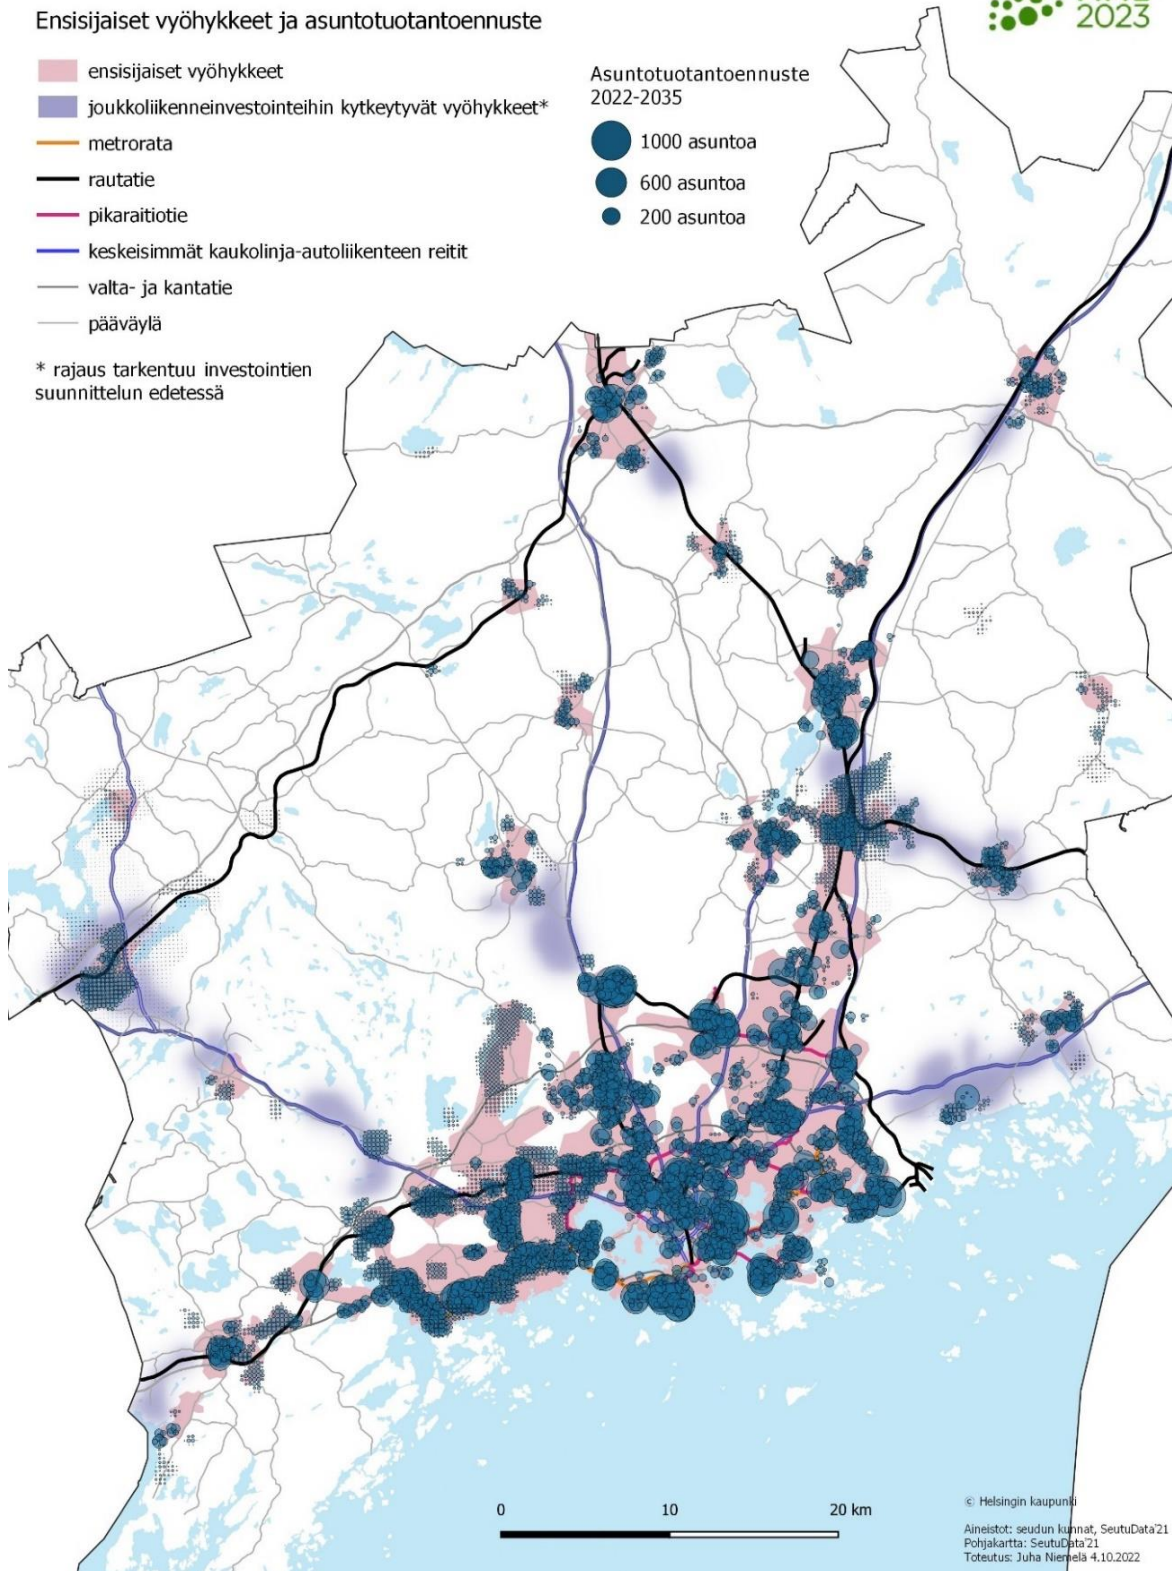 Ensisijaiset vyöhykkeet ja asuntotuotantoennuste
2023
ensisijaiset vyöhykkeet
joukkoliikenneinvestointeihin kytkeytyvät vyöhykkeet*
metrorata
rautatie
pikaraitiotie
keskeisimmät kaukolinja-autoliikenteen reitit
valta- ja kantatie
pääväylä
* rajaus tarkentuu investointien
suunnittelun edetessä
Asuntotuotantoennuste
2022-2035
1000 asuntoa
600 asuntoa
200 asuntoa
0 10 20 km
© Helsingin kaupunki
Aineistot: seudun kunnat, SeutuData'21
Pohjakartta: SeutuData'21
Toteutus: Juha Niemelä 4.10.2022